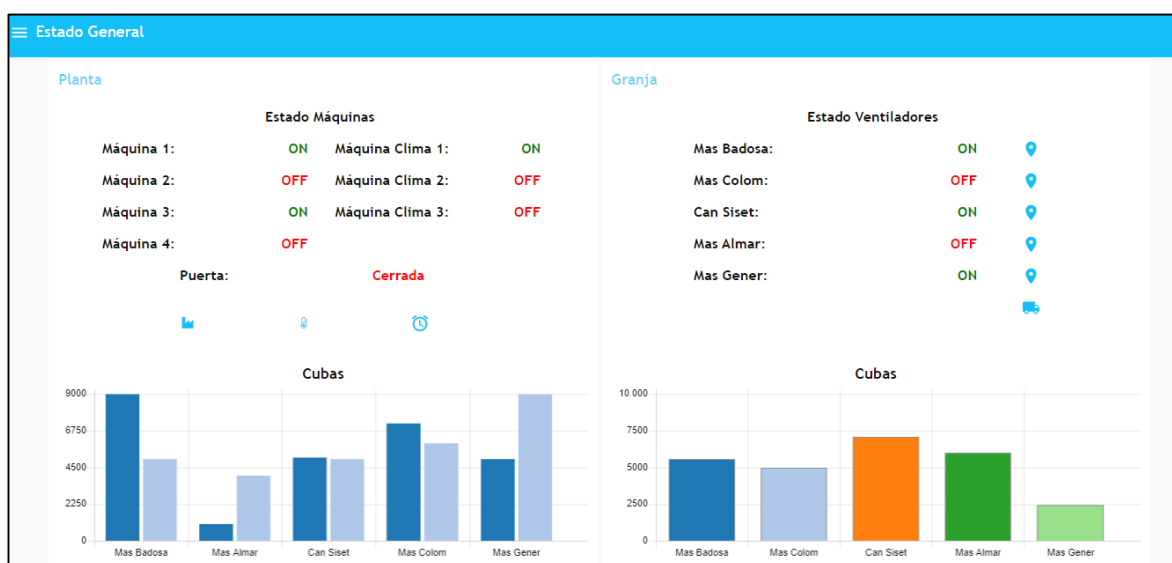 Estado General
Planta
Estado Máquinas
Máquina 1: ON Máquina Clima 1: ON
Máquina 2: OFF Máquina Clima 2: OFF
Máquina 3: ON Máquina Clima 3: OFF
Máquina 4: OFF
Puerta: Cerrada
Cubas
9000
6750
4500
2250
0
Mas Badosa Mas Almar Can Siset Mas Colom Mas Gener
Granja
Estado Ventiladores
Mas Badosa: ON
Mas Colom: OFF
Can Siset: ON
Mas Almar: OFF
Mas Gener: ON
Cubas
10.000
7500
5000
2500
0
Mas Badosa Mas Colom Can Siset Mas Almar Mas Gener